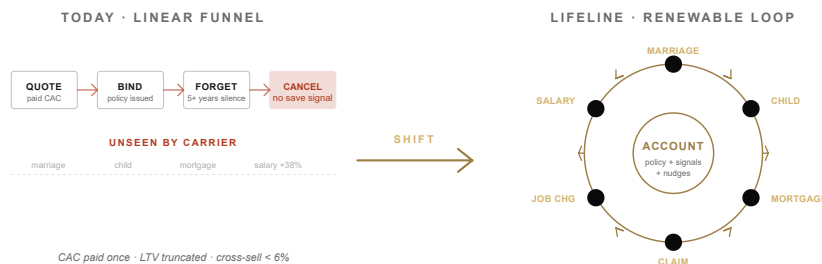 TODAY · LINEAR FUNNEL
QUOTE
paid CAC
BIND
policy issued
FORGET
5+ years silence
CANCEL
no save signal
UNSEEN BY CARRIER
marriage child mortgage salary +38%
CAC paid once · LTV truncated · cross-sell < 6%
SHIFT
LIFELINE · RENEWABLE LOOP
MARRIAGE
CHILD
MORTGAG
CLAIM
JOB CHG
SALARY
ACCOUNT
policy + signals
+ nudges